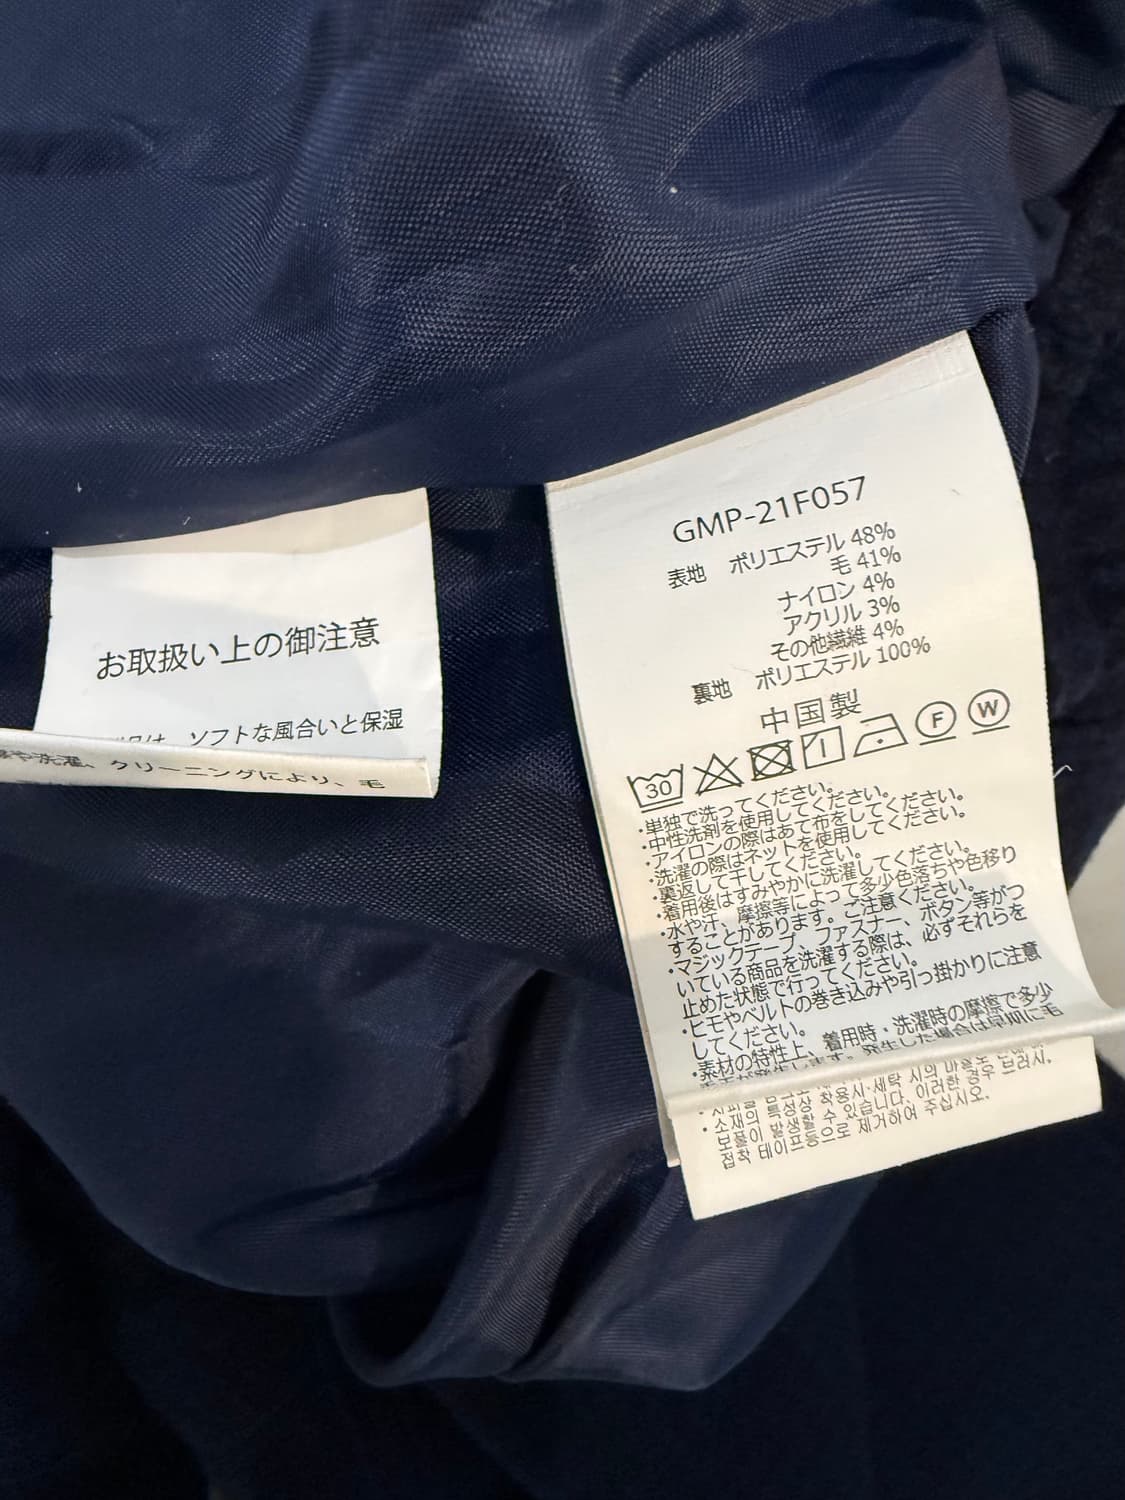 お取扱い上の御注意
ソフトな風合いと保湿
や洗濯、クリーニングにより、毛
GMP-21F057
表地 ポリエステル 48%
毛 41%
ナイロン 4%
アクリル 3%
その他繊維 4%
裏地 ポリエステル 100%
中国製
30 F W
・単独で洗ってください。
・中性洗剤を使用してください。
・アイロンの際はあて布をしてください。
・洗濯の際はネットを使用してください。
・裏返して干してください。
・着用後はすみやかに洗濯してください。
・水や汗、摩擦等によって多少色落ちや色移り
することがあります。ご注意ください。
・マジックテープ、ファスナー、ボタン等がつ
いている商品を洗濯する際は、必ずそれらを
止めた状態で行ってください。
・ヒモやベルトの巻き込みや引っ掛かりに注意
してください。
・素材の特性上、着用時・洗濯時の摩擦で多少
発生した場合は早期に毛
・소재의 특성상 착용시·세탁 시의
보풀이 발생할 수 있습니다. 이러한 경우
접착 테이프등으로 제거하여 주십시오.